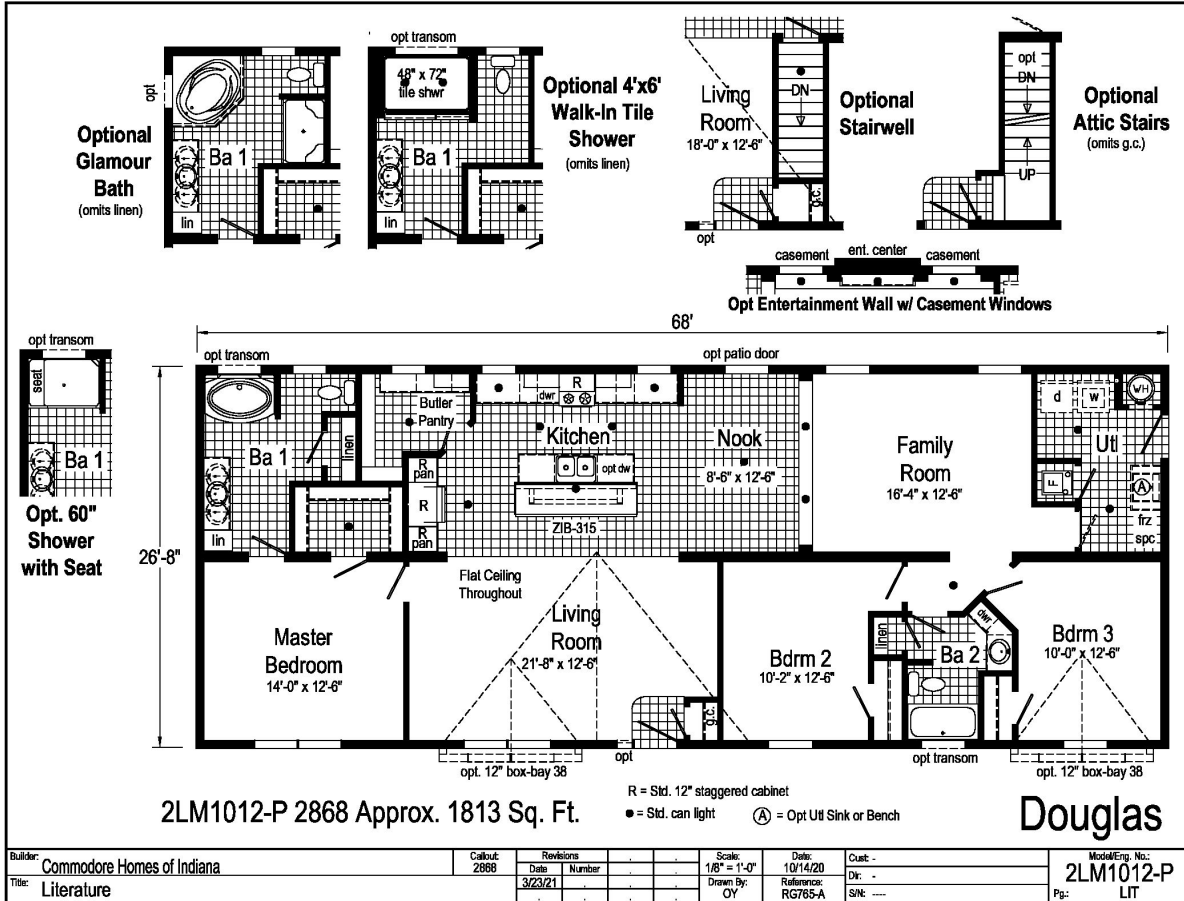 opt transom
opt
48" x 72"
tile shwr
Ba 1
lin
Optional
Glamour
Bath
(omits linen)
Ba 1
lin
Optional 4'x6'
Walk-In Tile
Shower
(omits linen)
Living
Room
18'-0" x 12'-6"
DN
g.c.
opt
Optional
Stairwell
opt
DN
UP
Optional
Attic Stairs
(omits g.c.)
casement
ent. center
casement
Opt Entertainment Wall w/ Casement Windows
68'
26'-8"
seat
Ba 1
Opt. 60"
Shower
with Seat
opt transom
opt patio door
Butler
Pantry
R
dwr
Kitchen
Nook
8'-6" x 12'-6"
Family
Room
16'-4" x 12'-6"
d
w
WH
Utl
F
A
frz
spc
Ba 1
linen
lin
R
pan
R
R
pan
opt dw
ZIB-315
Flat Ceiling
Throughout
Master
Bedroom
14'-0" x 12'-6"
Living
Room
21'-8" x 12'-6"
g.c.
Bdrm 2
10'-2" x 12'-6"
linen
Ba 2
dwr
Bdrm 3
10'-0" x 12'-6"
opt. 12" box-bay 38
opt
opt transom
opt. 12" box-bay 38
2LM1012-P 2868 Approx. 1813 Sq. Ft.
R = Std. 12" staggered cabinet
● = Std. can light
Ⓐ = Opt Utl Sink or Bench
Douglas
Builder: Commodore Homes of Indiana
Title: Literature
Callout:
2868
Revisions
Date Number
3/23/21
Scale:
1/8" = 1'-0"
Drawn By:
OY
Date:
10/14/20
Reference:
RG765-A
Cust: -
Dir: -
S/N: ----
Model/Eng. No.:
2LM1012-P
Pg.: LIT